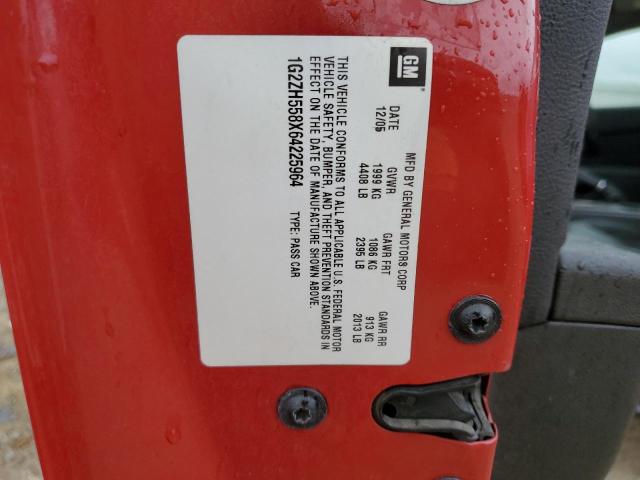 GM
MFD BY GENERAL MOTORS CORP
DATE GVWR GAWR FRT GAWR RR
12/05 1999 KG 1086 KG 913 KG
4408 LB 2395 LB 2013 LB
THIS VEHICLE CONFORMS TO ALL APPLICABLE U.S. FEDERAL MOTOR
VEHICLE SAFETY, BUMPER, AND THEFT PREVENTION STANDARDS IN
EFFECT ON THE DATE OF MANUFACTURE SHOWN ABOVE.
1G2ZH558X64225964 TYPE: PASS CAR